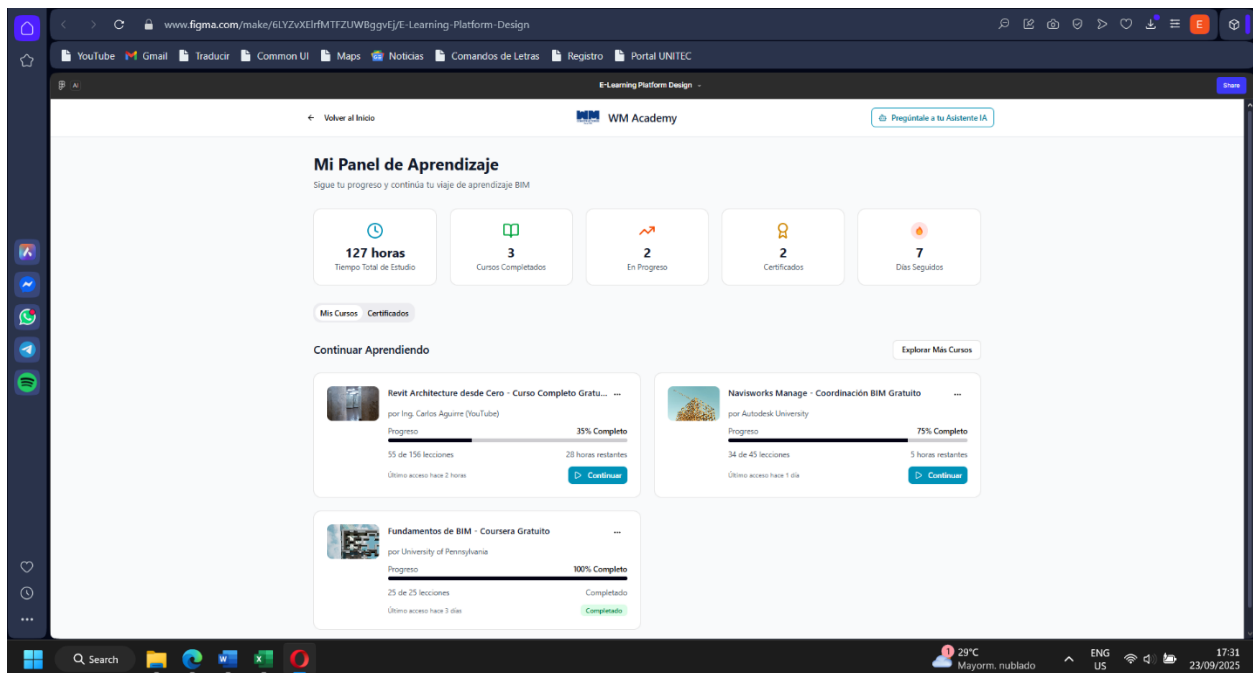 www.figma.com/make/6LYZvXElrfMTFZUWBggvEj/E-Learning-Platform-Design
E
YouTube Gmail Traducir Common UI Maps Noticias Comandos de Letras Registro Portal UNITEC
AI
E-Learning Platform Design
Share
← Volver al Inicio
WM
WM Academy
Pregúntale a tu Asistente IA
Mi Panel de Aprendizaje
Sigue tu progreso y continúa tu viaje de aprendizaje BIM
127 horas
Tiempo Total de Estudio
3
Cursos Completados
2
En Progreso
2
Certificados
7
Días Seguidos
Mis Cursos Certificados
Continuar Aprendiendo
Explorar Más Cursos
Revit Architecture desde Cero - Curso Completo Gratu... ...
por Ing. Carlos Aguirre (YouTube)
Progreso 35% Completo
55 de 156 lecciones 28 horas restantes
Último acceso hace 2 horas
Continuar
Navisworks Manage - Coordinación BIM Gratuito ...
por Autodesk University
Progreso 75% Completo
34 de 45 lecciones 5 horas restantes
Último acceso hace 1 día
Continuar
Fundamentos de BIM - Coursera Gratuito ...
por University of Pennsylvania
Progreso 100% Completo
25 de 25 lecciones Completado
Último acceso hace 3 días
Completado
Search
W
X
1
29°C
Mayorm. nublado
ENG
US
17:31
23/09/2025